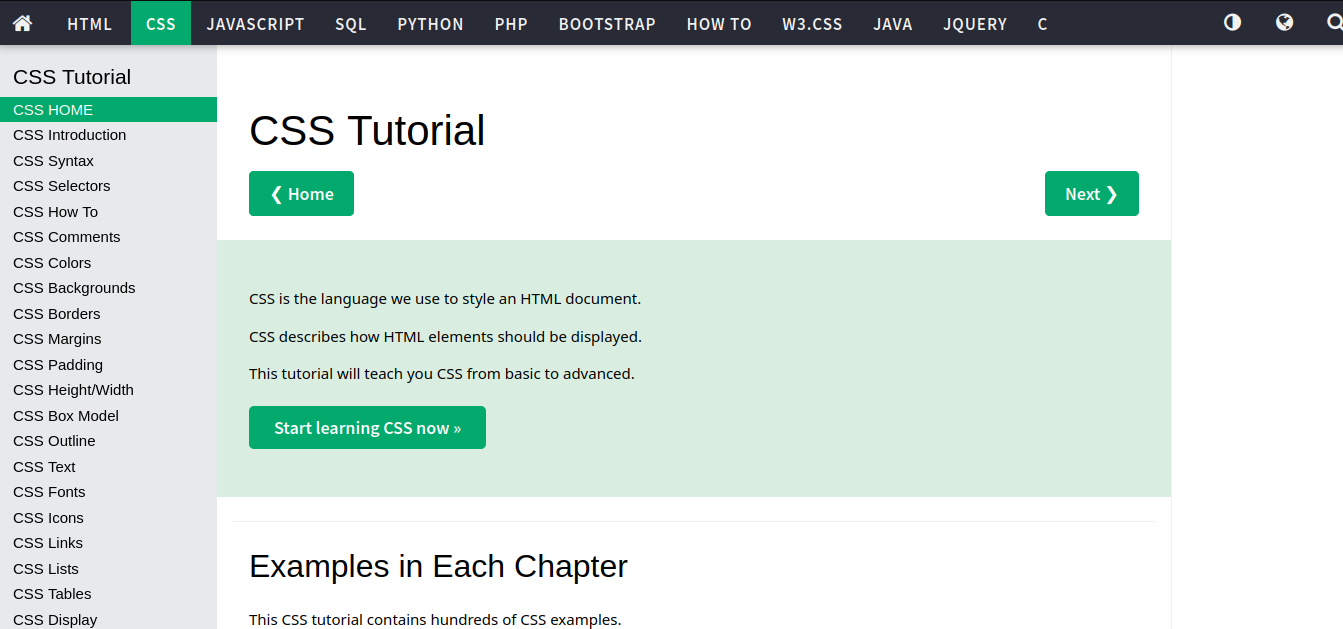 HTML CSS JAVASCRIPT SQL PYTHON PHP BOOTSTRAP HOW TO W3.CSS JAVA JQUERY C
CSS Tutorial
CSS HOME
CSS Introduction
CSS Syntax
CSS Selectors
CSS How To
CSS Comments
CSS Colors
CSS Backgrounds
CSS Borders
CSS Margins
CSS Padding
CSS Height/Width
CSS Box Model
CSS Outline
CSS Text
CSS Fonts
CSS Icons
CSS Links
CSS Lists
CSS Tables
CSS Display
CSS Tutorial
❮ Home
Next ❯
CSS is the language we use to style an HTML document.
CSS describes how HTML elements should be displayed.
This tutorial will teach you CSS from basic to advanced.
Start learning CSS now »
Examples in Each Chapter
This CSS tutorial contains hundreds of CSS examples.